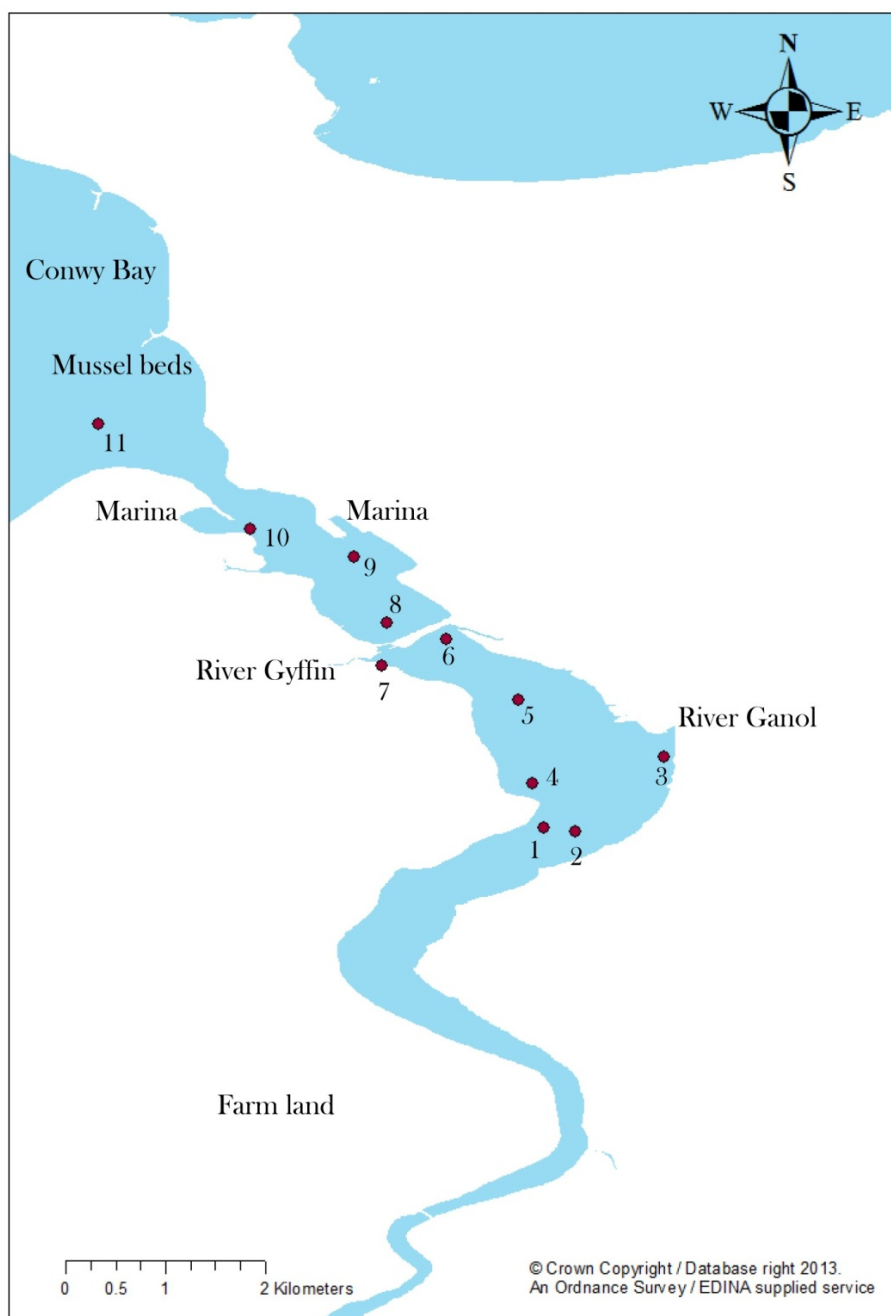 N
W E
S
Conwy Bay
Mussel beds
11
Marina
Marina
10
9
8
6
River Gyffin
7
5
River Ganol
3
4
1
2
Farm land
0 0.5 1 2 Kilometers
© Crown Copyright / Database right 2013.
An Ordnance Survey / EDINA supplied service